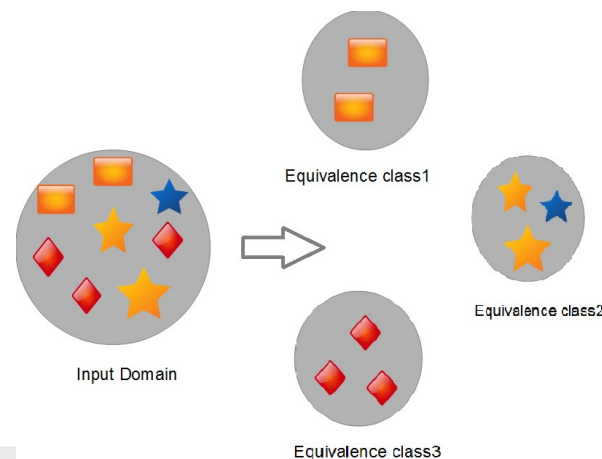 Equivalence class1
Equivalence class2
Input Domain
Equivalence class3